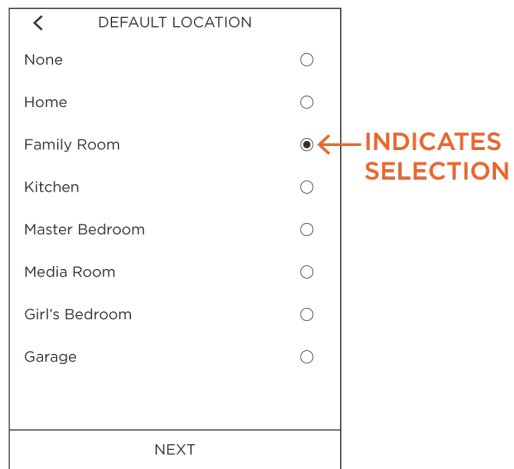 DEFAULT LOCATION
None
Home
Family Room
INDICATES
SELECTION
Kitchen
Master Bedroom
Media Room
Girl's Bedroom
Garage
NEXT